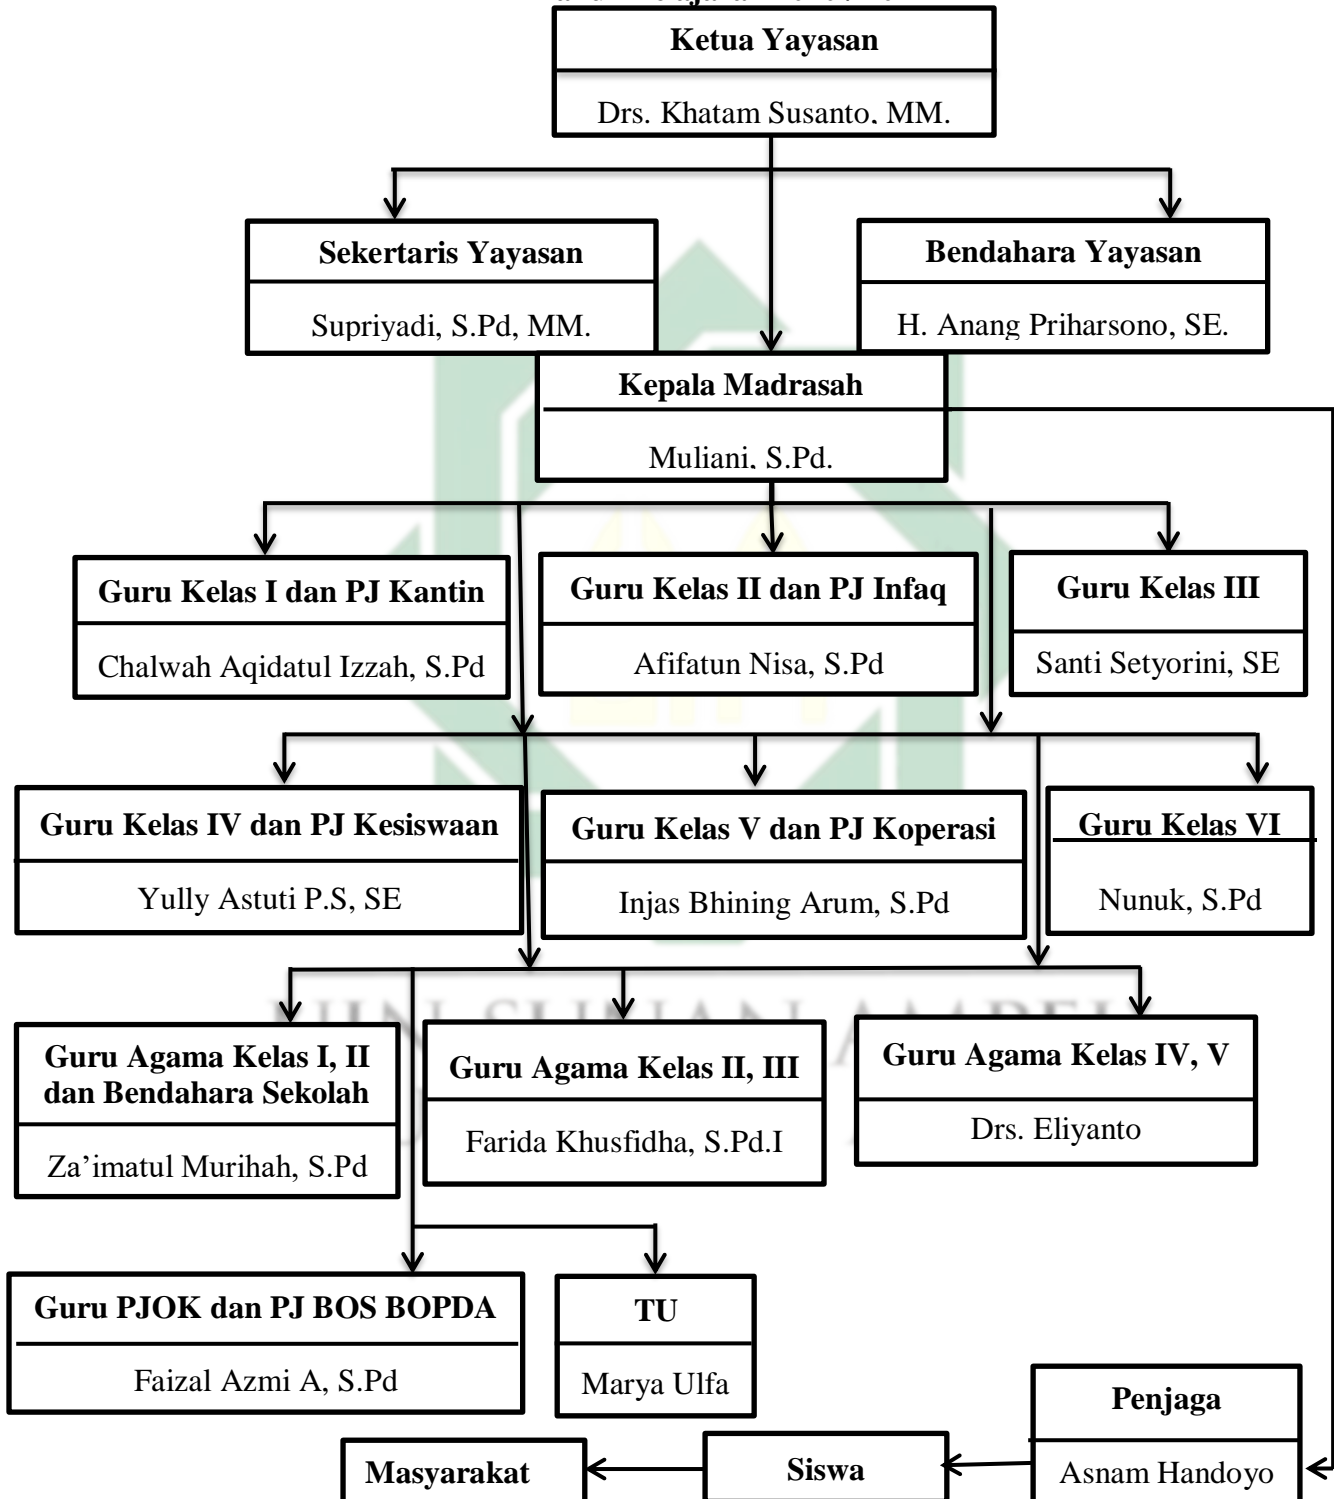 Ketua Yayasan
Drs. Khatam Susanto, MM.
Sekertaris Yayasan
Supriyadi, S.Pd, MM.
Bendahara Yayasan
H. Anang Priharsono, SE.
Kepala Madrasah
Muliani, S.Pd.
Guru Kelas I dan PJ Kantin
Chalwah Aqidatul Izzah, S.Pd
Guru Kelas II dan PJ Infaq
Afifatun Nisa, S.Pd
Guru Kelas III
Santi Setyorini, SE
Guru Kelas IV dan PJ Kesiswaan
Yully Astuti P.S, SE
Guru Kelas V dan PJ Koperasi
Injas Bhining Arum, S.Pd
Guru Kelas VI
Nunuk, S.Pd
UIN SUNAN AMPEL
Guru Agama Kelas I, II
dan Bendahara Sekolah
Za’imatul Murihah, S.Pd
Guru Agama Kelas II, III
Farida Khusfidha, S.Pd.I
Guru Agama Kelas IV, V
Drs. Eliyanto
Guru PJOK dan PJ BOS BOPDA
Faizal Azmi A, S.Pd
TU
Marya Ulfa
Penjaga
Asnam Handoyo
Siswa
Masyarakat